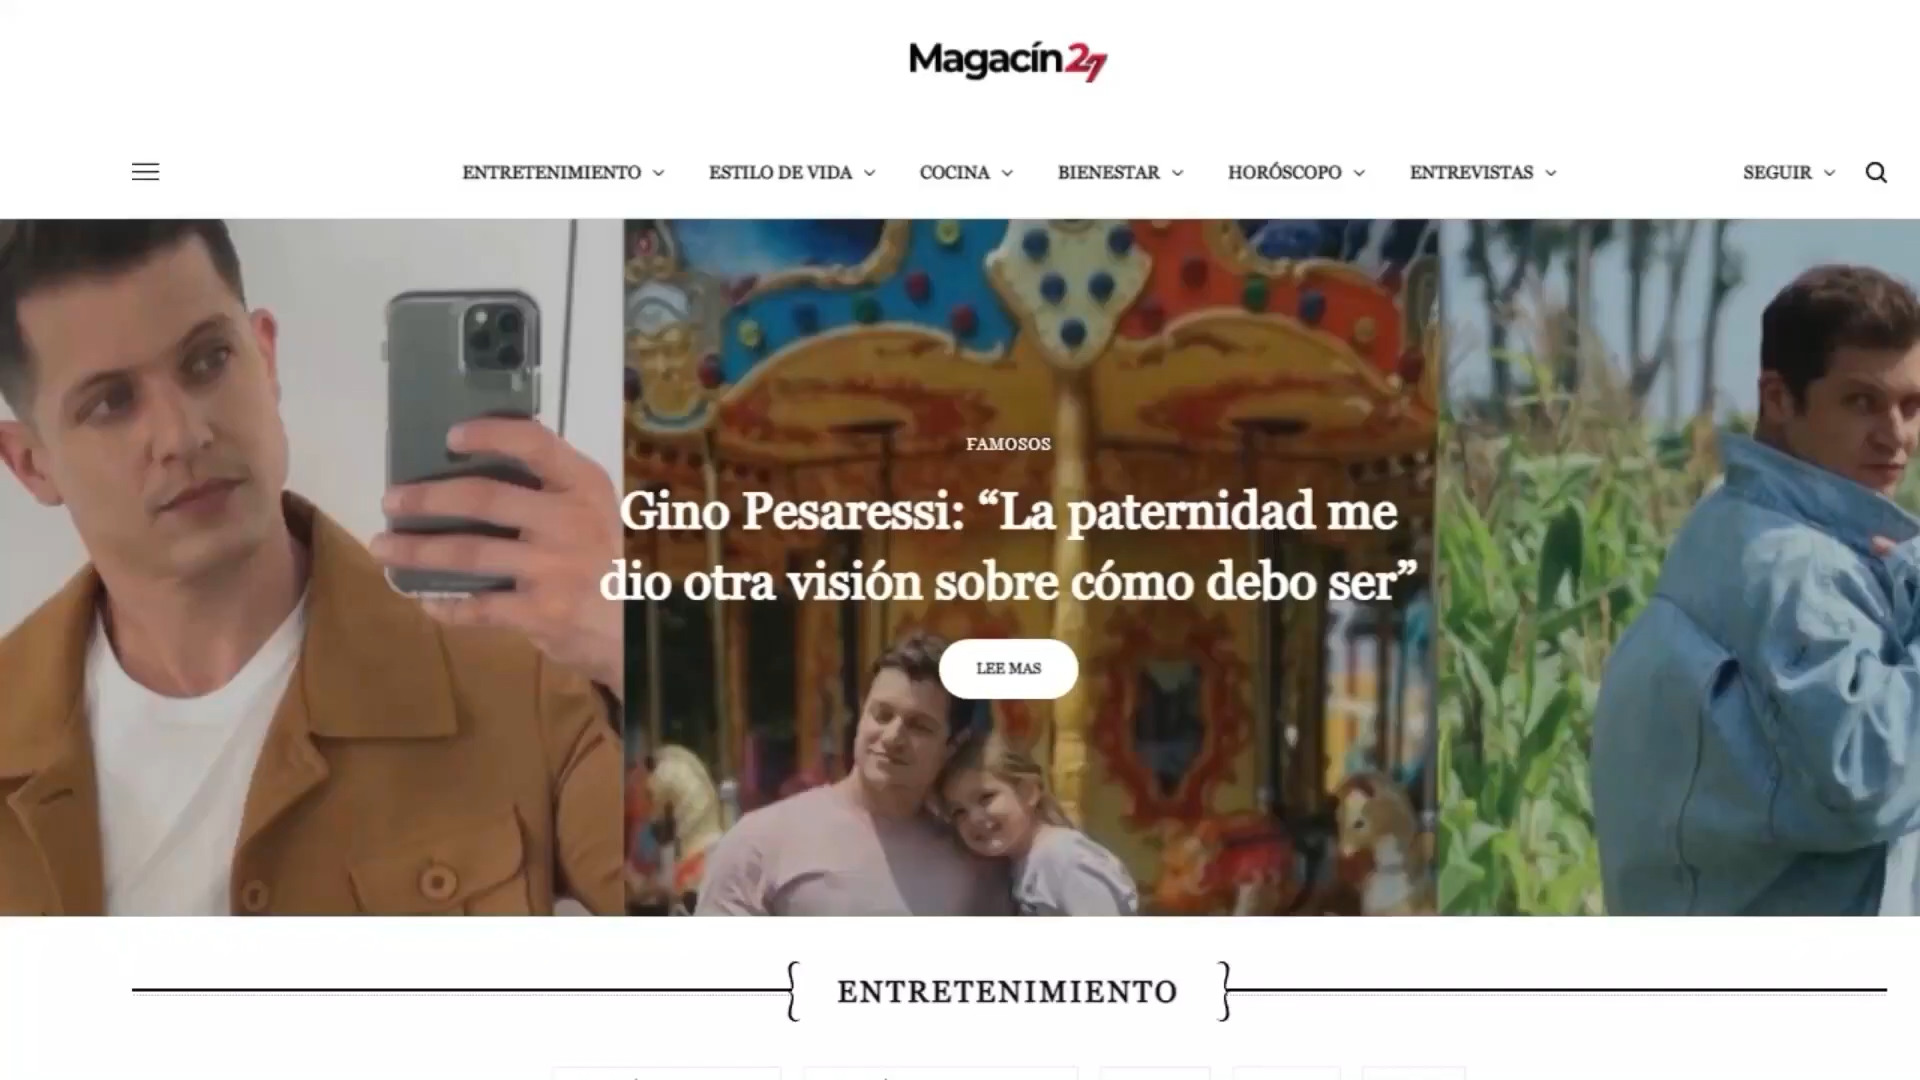 Magacín27
ENTRETENIMIENTO
ESTILO DE VIDA
COCINA
BIENESTAR
HORÓSCOPO
ENTREVISTAS
SEGUIR
FAMOSOS
Gino Pesaressi: “La paternidad me
dio otra visión sobre cómo debo ser”
LEE MAS
ENTRETENIMIENTO